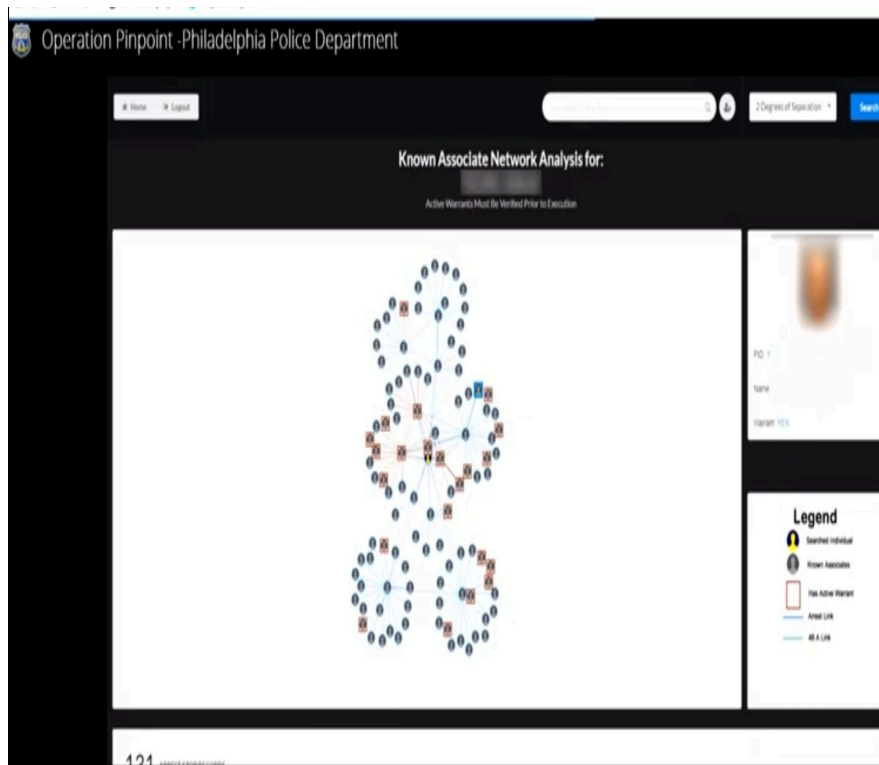 Operation Pinpoint -Philadelphia Police Department
Home Logout
2 Degrees of Separation
Search
Known Associate Network Analysis for:
Active Warrants Must Be Verified Prior to Execution
PID
Name
Warrant YES
Legend
Searched Individual
Known Associates
Has Active Warrant
Arrest Link
48 A Link